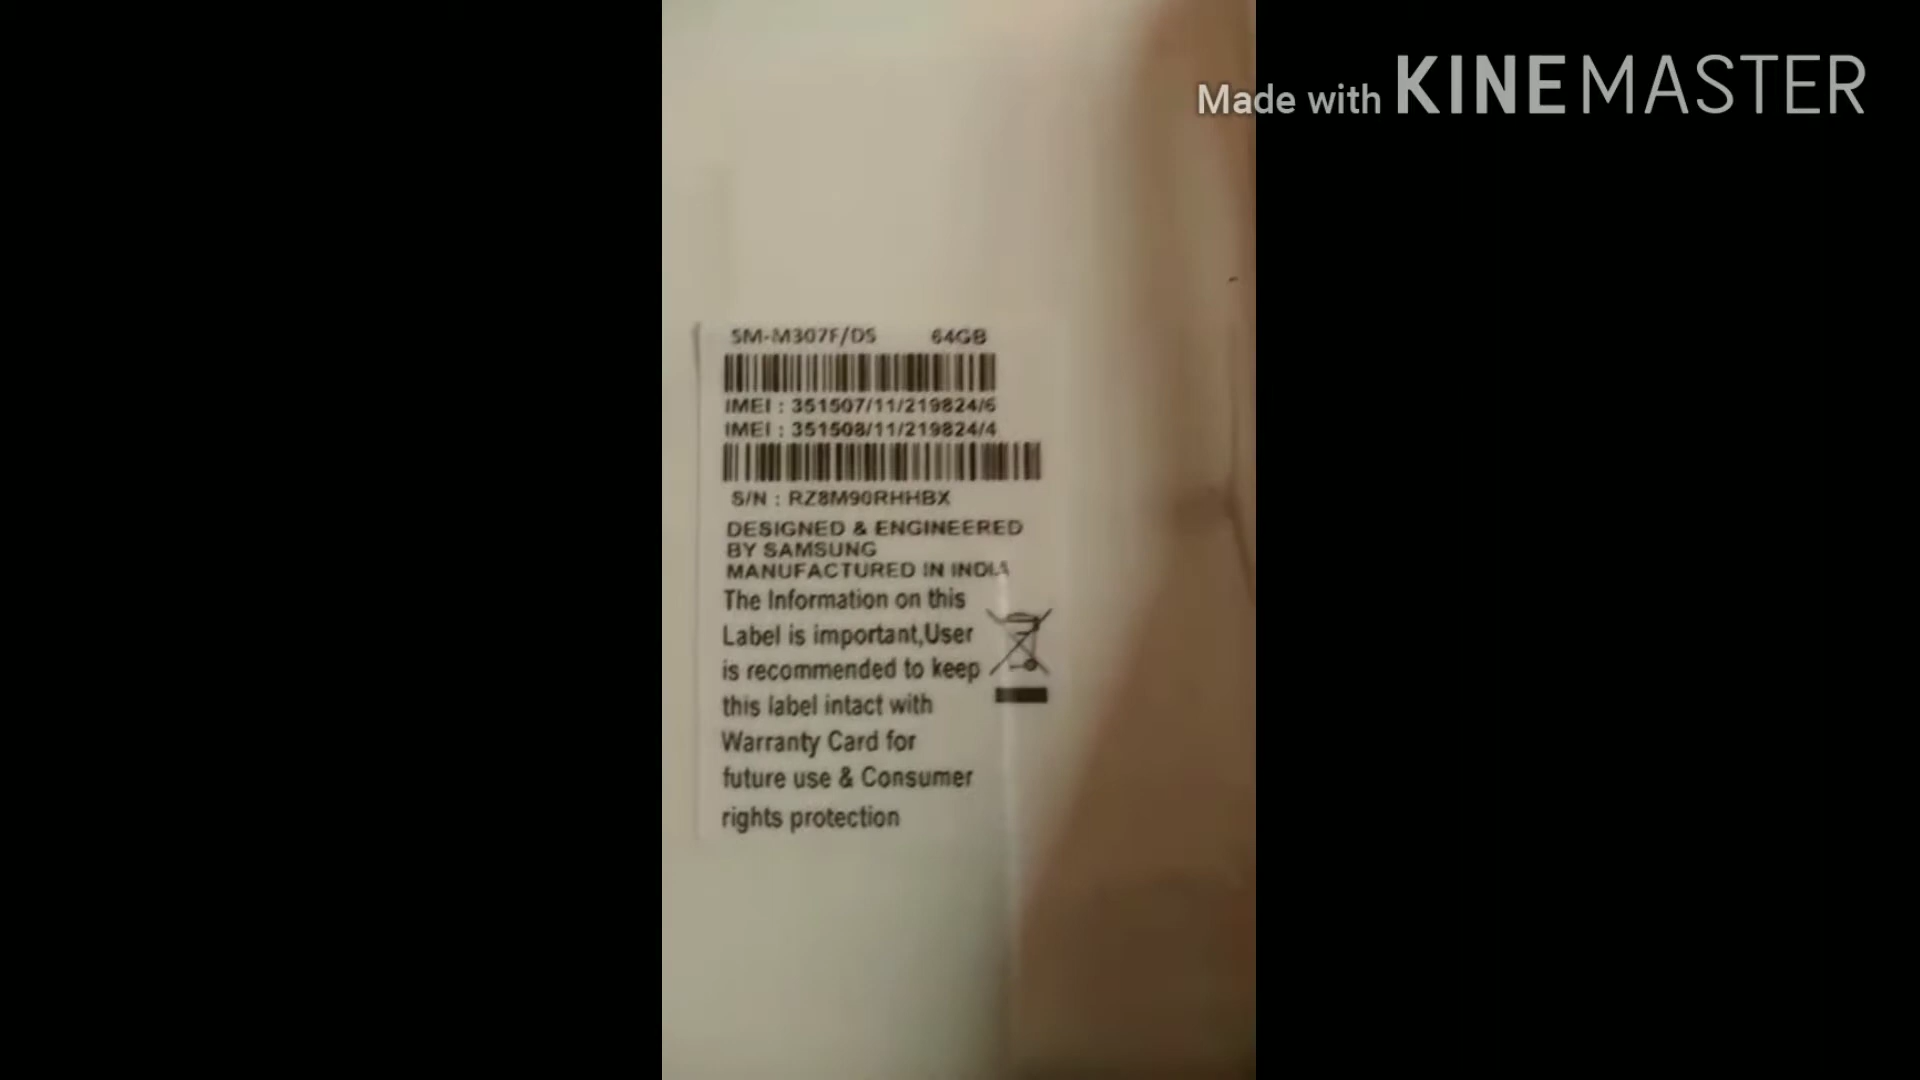 Made with KINEMASTER
SM-M307F/DS 64GB
IMEI : 351507/11/219824/6
IMEI : 351508/11/219824/4
S/N : RZ8M90RHHBX
DESIGNED & ENGINEERED
BY SAMSUNG
MANUFACTURED IN INDIA
The Information on this
Label is important,User
is recommended to keep
this label intact with
Warranty Card for
future use & Consumer
rights protection